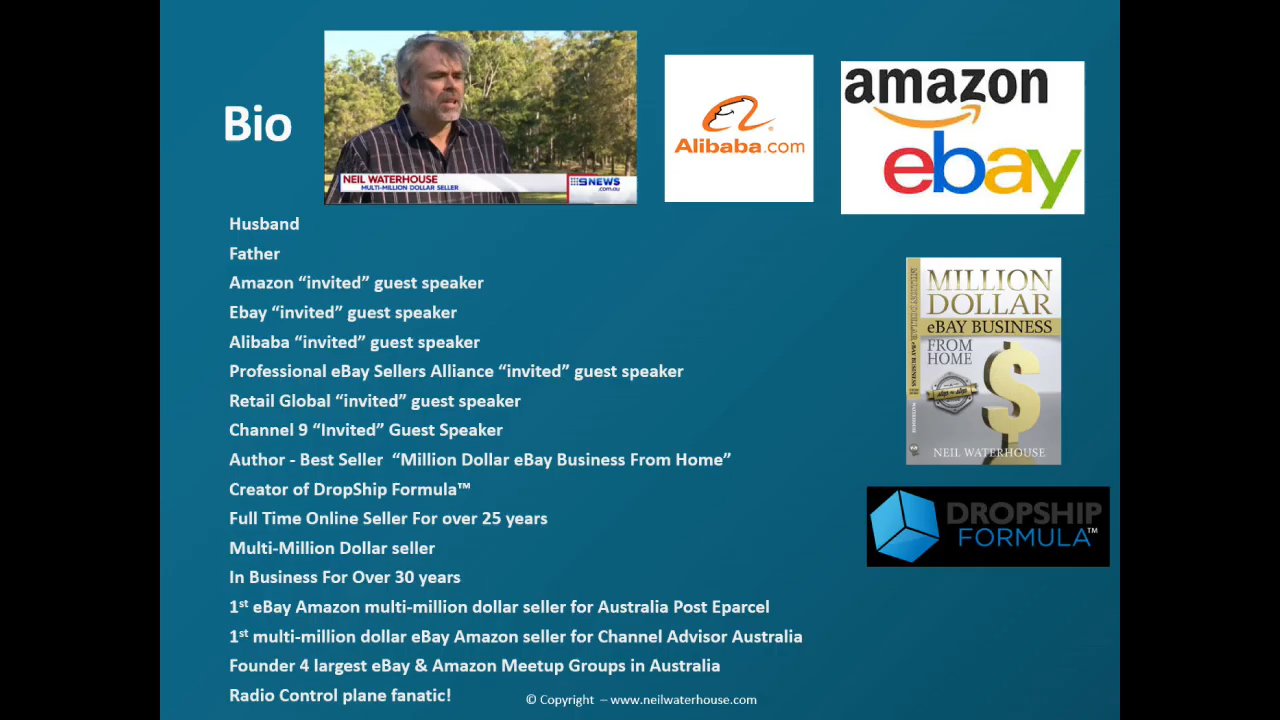 Bio
NEIL WATERHOUSE
MULTI-MILLION DOLLAR SELLER
9NEWS
.com.au
Alibaba.com
amazon
ebay
Husband
Father
Amazon “invited” guest speaker
Ebay “invited” guest speaker
Alibaba “invited” guest speaker
Professional eBay Sellers Alliance “invited” guest speaker
Retail Global “invited” guest speaker
Channel 9 “Invited” Guest Speaker
Author - Best Seller  “Million Dollar eBay Business From Home”
Creator of DropShip Formula™
Full Time Online Seller For over 25 years
Multi-Million Dollar seller
In Business For Over 30 years
1st eBay Amazon multi-million dollar seller for Australia Post Eparcel
1st multi-million dollar eBay Amazon seller for Channel Advisor Australia
Founder 4 largest eBay & Amazon Meetup Groups in Australia
Radio Control plane fanatic!
MILLION
DOLLAR
eBAY BUSINESS
FROM
HOME
NEIL WATERHOUSE
DROPSHIP
FORMULA™
© Copyright – www.neilwaterhouse.com